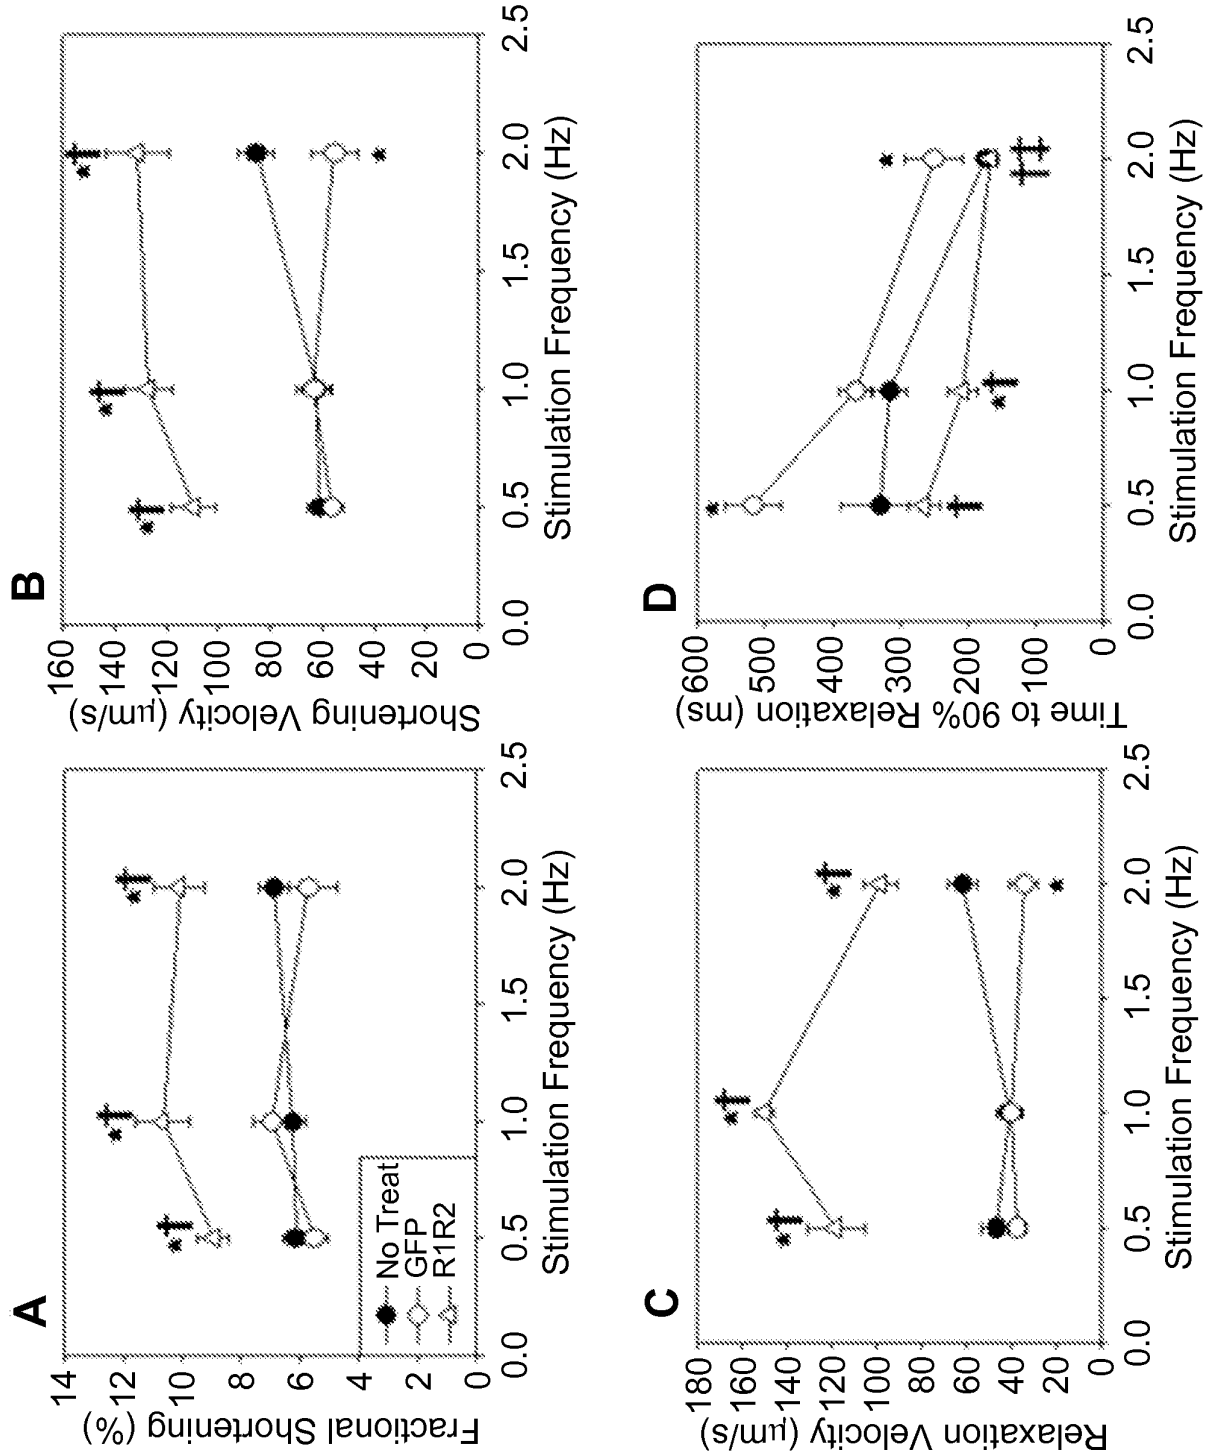 A
Fractional Shortening (%)
14
12
10
8
6
4
2
0
No Treat
GFP
R1R2
* †
* †
* †
0.0 0.5 1.0 1.5 2.0 2.5
Stimulation Frequency (Hz)
B
Shortening Velocity (μm/s)
160
140
120
100
80
60
40
20
0
* †
* †
* †
*
0.0 0.5 1.0 1.5 2.0 2.5
Stimulation Frequency (Hz)
C
Relaxation Velocity (μm/s)
180
160
140
120
100
80
60
40
20
0
* †
* †
* †
*
0.0 0.5 1.0 1.5 2.0 2.5
Stimulation Frequency (Hz)
D
Time to 90% Relaxation (ms)
600
500
400
300
200
100
0
*
†
* †
*
† ‡
0.0 0.5 1.0 1.5 2.0 2.5
Stimulation Frequency (Hz)